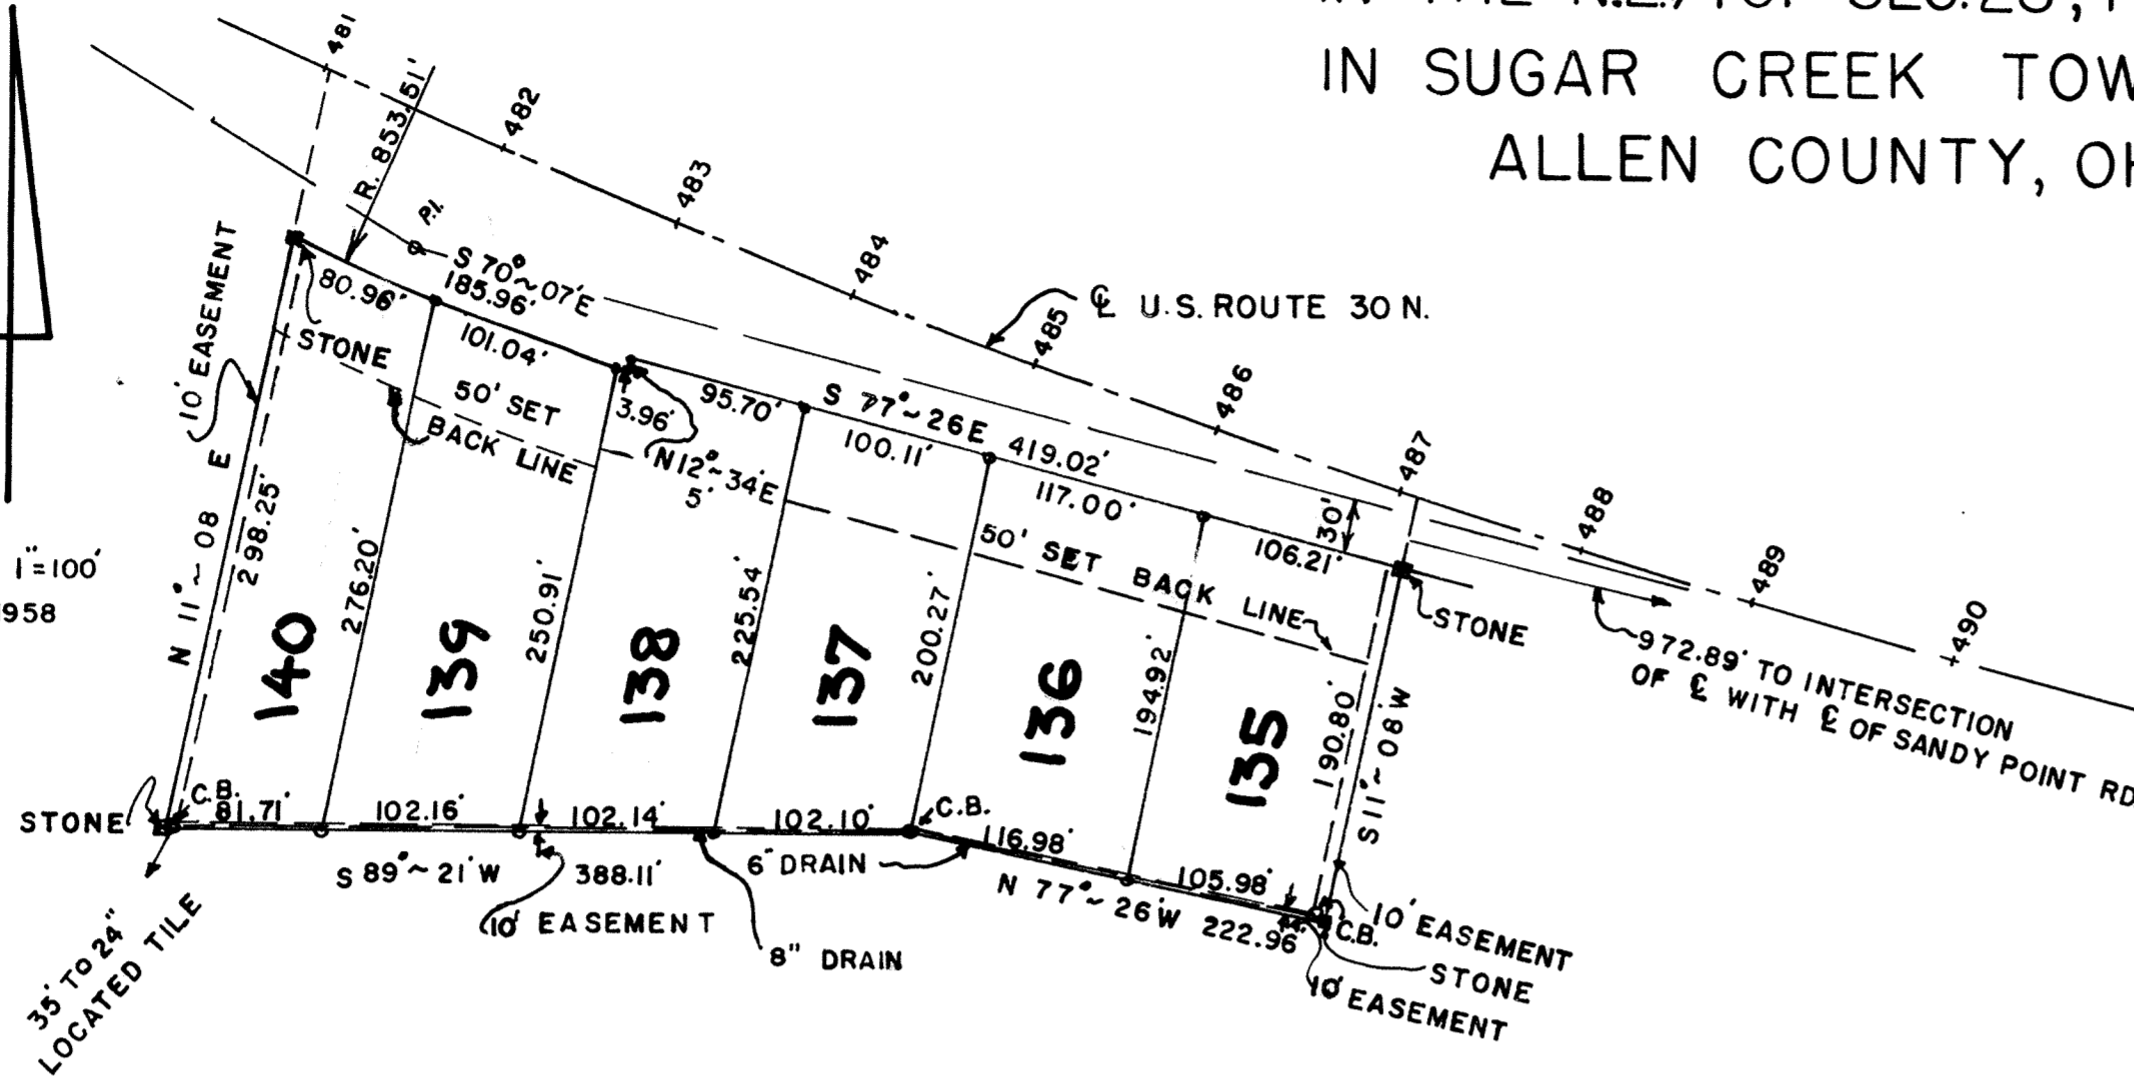 IN SUGAR CREEK TOW
ALLEN COUNTY, OH
481
482
483
484
485
486
487
488
489
490
R. 853.51'
P.I.
S 70°~07'E
185.96'
℄ U.S. ROUTE 30 N.
10' EASEMENT
80.96'
101.04'
3.96'
95.70'
S 77°~26E 419.02'
100.11'
117.00'
106.21'
30'
STONE
50' SET
BACK LINE
N12°~34'E
5'
50' SET BACK LINE
STONE
972.89' TO INTERSECTION
OF ℄ WITH ℄ OF SANDY POINT RD
1"=100'
958
N 11°~08 E
298.25'
276.20'
250.91'
225.54'
200.27'
194.92'
190.80'
S11°~08'W
140
139
138
137
136
135
STONE
C.B.
81.71'
102.16'
102.14'
102.10'
C.B.
116.98'
105.98'
S 89°~21'W 388.11'
6" DRAIN
N 77°~26'W 222.96'
10' EASEMENT
8" DRAIN
C.B.
10' EASEMENT
STONE
10' EASEMENT
35' TO 24"
LOCATED TILE